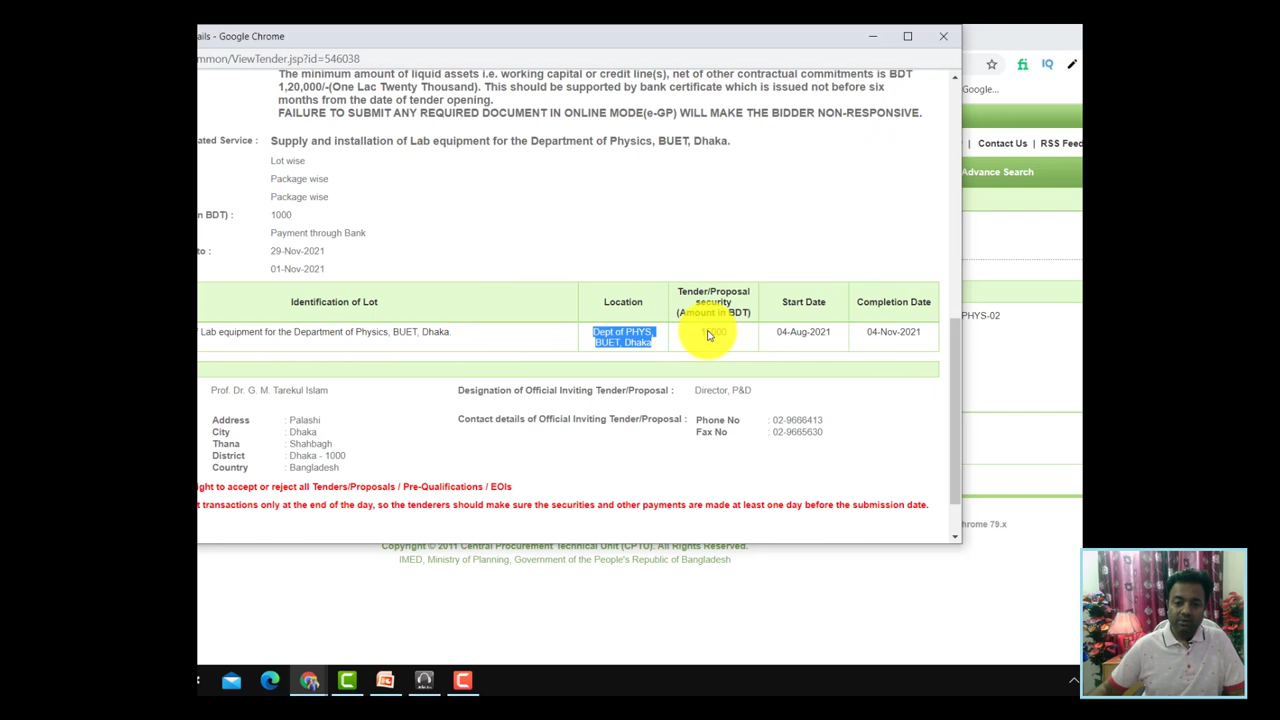 ails - Google Chrome
mmon/ViewTender.jsp?id=546038
The minimum amount of liquid assets i.e. working capital or credit line(s), net of other contractual commitments is BDT
1,20,000/-(One Lac Twenty Thousand). This should be supported by bank certificate which is issued not before six
months from the date of tender opening.
FAILURE TO SUBMIT ANY REQUIRED DOCUMENT IN ONLINE MODE(e-GP) WILL MAKE THE BIDDER NON-RESPONSIVE.
ated Service : Supply and installation of Lab equipment for the Department of Physics, BUET, Dhaka.
Lot wise
Package wise
Package wise
n BDT) : 1000
Payment through Bank
to : 29-Nov-2021
01-Nov-2021
Identification of Lot
Location
Tender/Proposal
security
(Amount in BDT)
Start Date
Completion Date
/ Lab equipment for the Department of Physics, BUET, Dhaka.
Dept of PHYS,
BUET, Dhaka
04-Aug-2021
04-Nov-2021
Prof. Dr. G. M. Tarekul Islam
Designation of Official Inviting Tender/Proposal : Director, P&D
Address : Palashi
City : Dhaka
Thana : Shahbagh
District : Dhaka - 1000
Country : Bangladesh
Contact details of Official Inviting Tender/Proposal :
Phone No : 02-9666413
Fax No : 02-9665630
ight to accept or reject all Tenders/Proposals / Pre-Qualifications / EOIs
t transactions only at the end of the day, so the tenderers should make sure the securities and other payments are made at least one day before the submission date.
Copyright © 2011 Central Procurement Technical Unit (CPTU). All Rights Reserved.
IMED, Ministry of Planning, Government of the People's Republic of Bangladesh
fi
IQ
Google...
| Contact Us | RSS Feed
Advance Search
PHYS-02
hrome 79.x